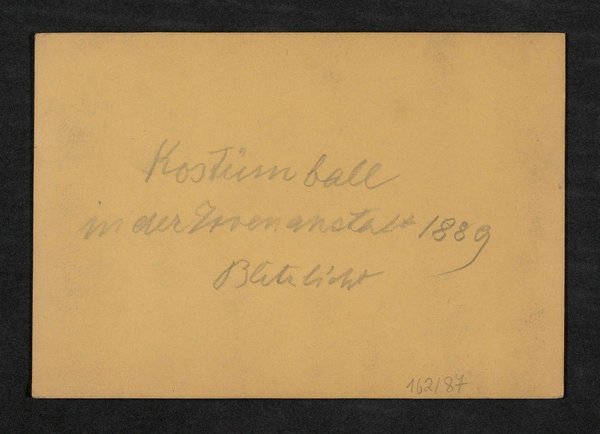 Kostümball
in der Irrenanstalt 1889
Blitzlicht
162/87